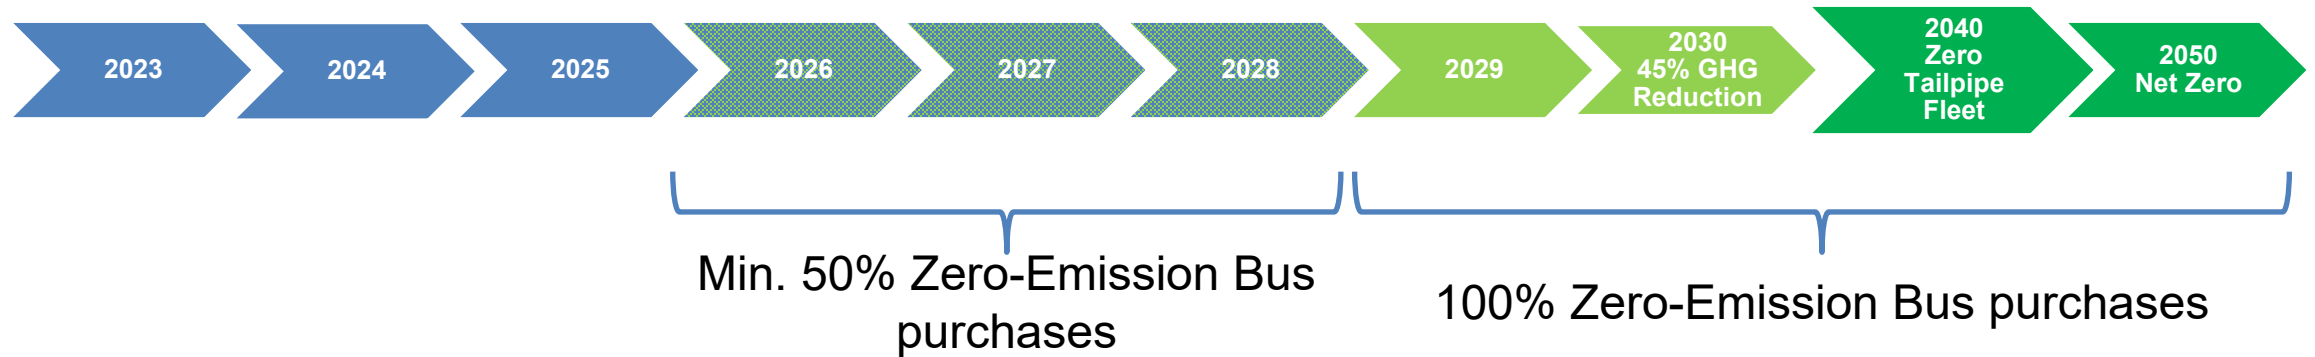 2023
2024
2025
2026
2027
2028
2029
2030
45% GHG
Reduction
2040
Zero
Tailpipe
Fleet
2050
Net Zero
Min. 50% Zero-Emission Bus
purchases
100% Zero-Emission Bus purchases